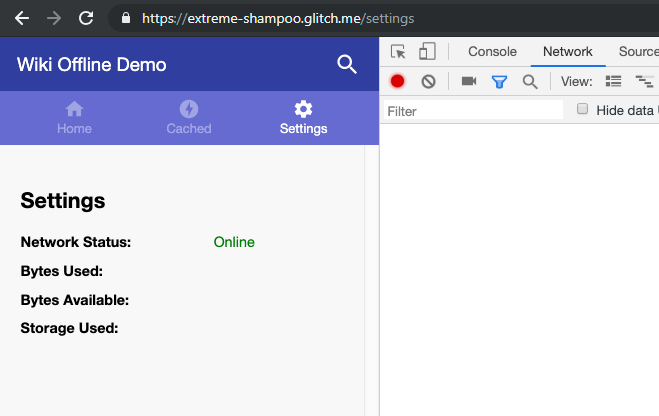 https://extreme-shampoo.glitch.me/settings
Wiki Offline Demo
Home Cached Settings
Settings
Network Status: Online
Bytes Used:
Bytes Available:
Storage Used:
Console Network
View:
Filter Hide data